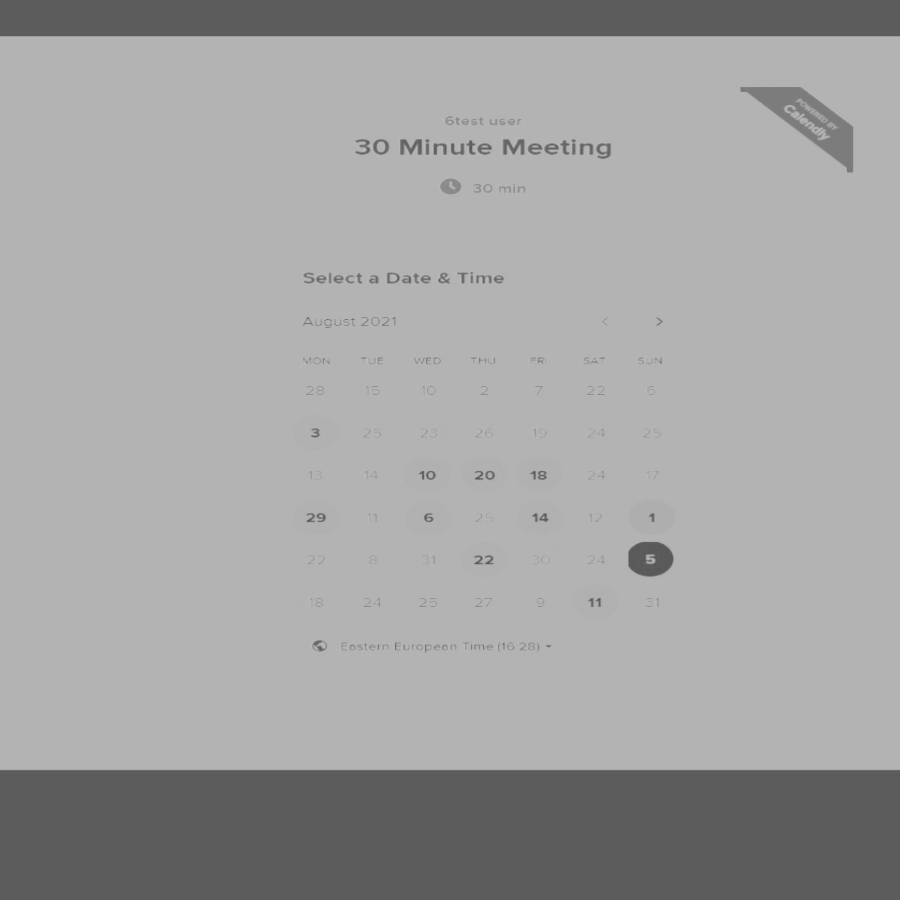 POWERED BY
Calendly
6test user
30 Minute Meeting
30 min
Select a Date & Time
August 2021 < >
MON TUE WED THU FRI SAT SUN
28 15 10 2 7 22 6
3 25 23 26 19 24 25
13 14 10 20 18 24 17
29 11 6 25 14 12 1
22 8 31 22 30 24 5
18 24 25 27 9 11 31
Eastern European Time (16:28)